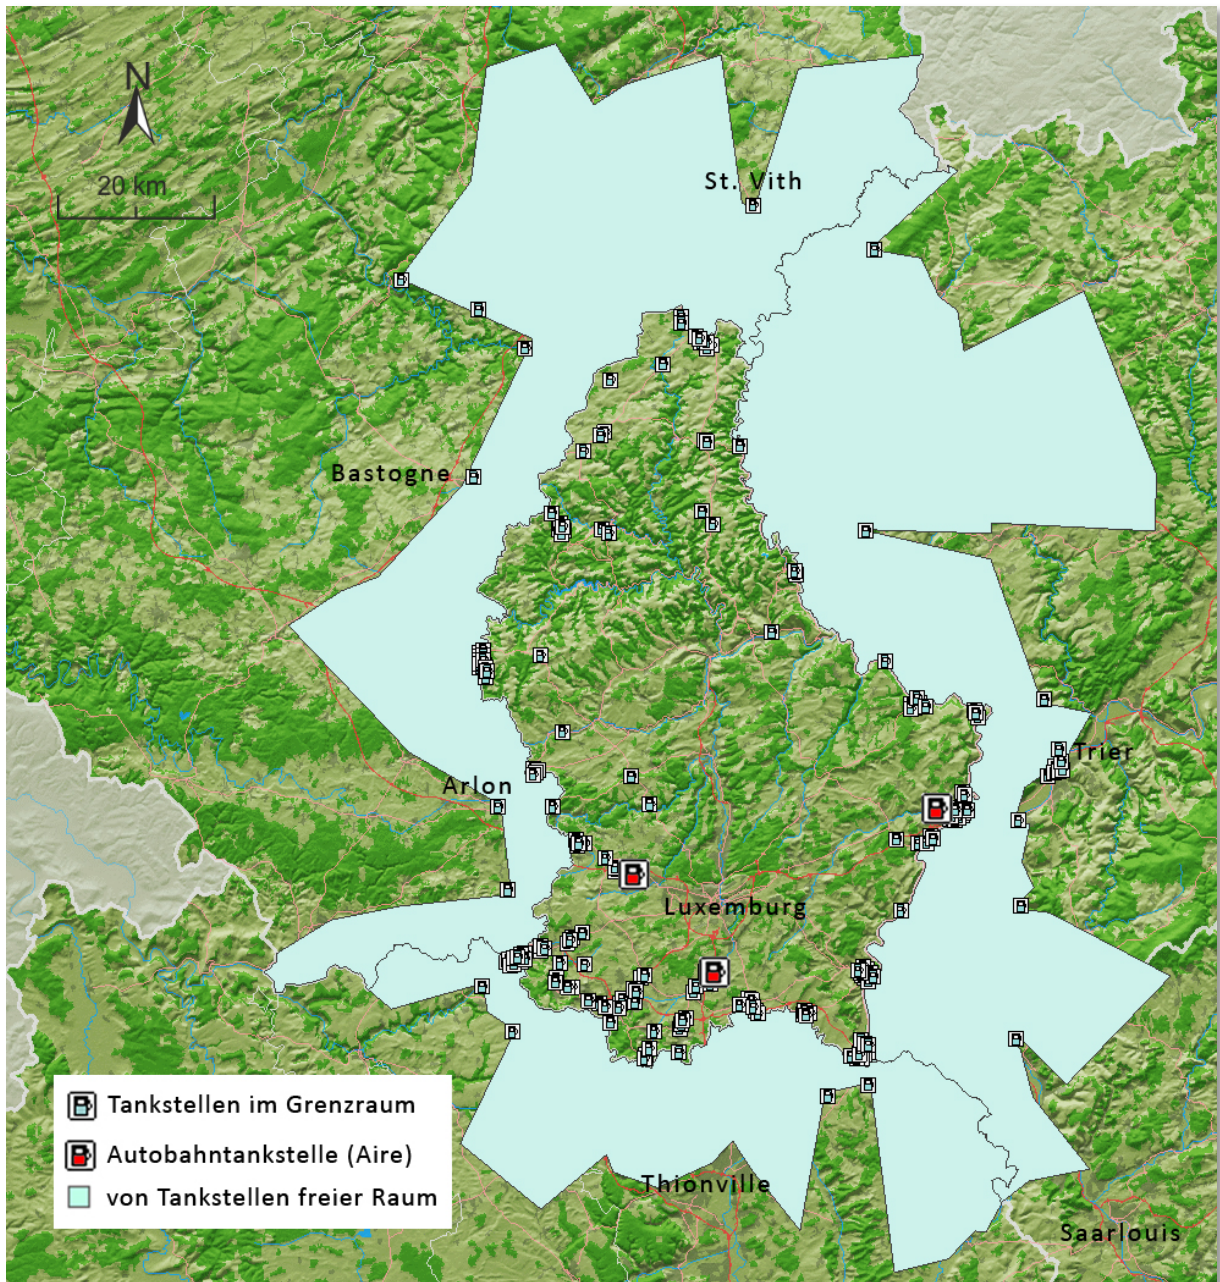 N
20 km
St. Vith
Bastogne
Trier
Arlon
Luxemburg
Tankstellen im Grenzraum
Autobahntankstelle (Aire)
von Tankstellen freier Raum
Thionville
Saarlouis